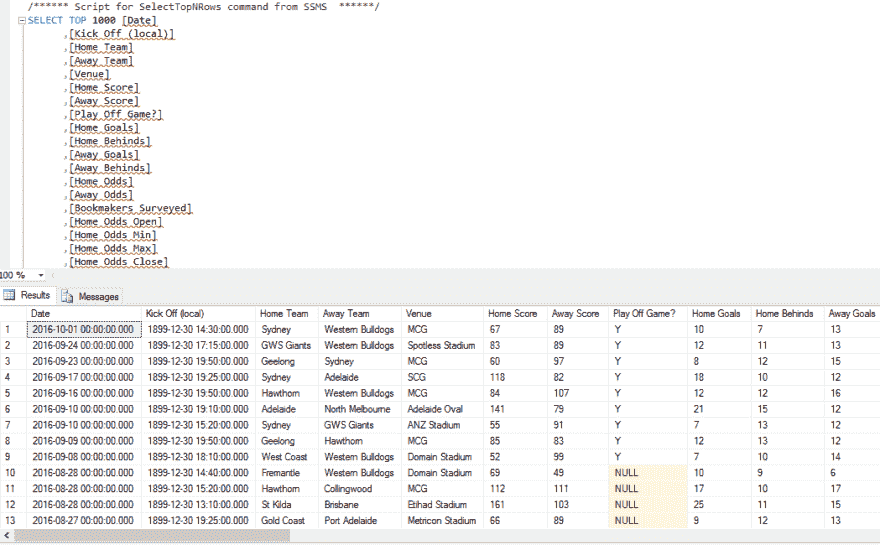 /****** Script for SelectTopNRows command from SSMS ******/
SELECT TOP 1000 [Date]
,[Kick Off (local)]
,[Home Team]
,[Away Team]
,[Venue]
,[Home Score]
,[Away Score]
,[Play Off Game?]
,[Home Goals]
,[Home Behinds]
,[Away Goals]
,[Away Behinds]
,[Home Odds]
,[Away Odds]
,[Bookmakers Surveyed]
,[Home Odds Open]
,[Home Odds Min]
,[Home Odds Max]
,[Home Odds Close]
100 %
Results Messages
Date Kick Off (local) Home Team Away Team Venue Home Score Away Score Play Off Game? Home Goals Home Behinds Away Goals
1 2016-10-01 00:00:00.000 1899-12-30 14:30:00.000 Sydney Western Bulldogs MCG 67 89 Y 10 7 13
2 2016-09-24 00:00:00.000 1899-12-30 17:15:00.000 GWS Giants Western Bulldogs Spotless Stadium 83 89 Y 12 11 13
3 2016-09-23 00:00:00.000 1899-12-30 19:50:00.000 Geelong Sydney MCG 60 97 Y 8 12 15
4 2016-09-17 00:00:00.000 1899-12-30 19:25:00.000 Sydney Adelaide SCG 118 82 Y 18 10 12
5 2016-09-16 00:00:00.000 1899-12-30 19:50:00.000 Hawthorn Western Bulldogs MCG 84 107 Y 12 12 16
6 2016-09-10 00:00:00.000 1899-12-30 19:10:00.000 Adelaide North Melbourne Adelaide Oval 141 79 Y 21 15 12
7 2016-09-10 00:00:00.000 1899-12-30 15:20:00.000 Sydney GWS Giants ANZ Stadium 55 91 Y 7 13 12
8 2016-09-09 00:00:00.000 1899-12-30 19:50:00.000 Geelong Hawthorn MCG 85 83 Y 12 13 12
9 2016-09-08 00:00:00.000 1899-12-30 18:10:00.000 West Coast Western Bulldogs Domain Stadium 52 99 Y 7 10 14
10 2016-08-28 00:00:00.000 1899-12-30 14:40:00.000 Fremantle Western Bulldogs Domain Stadium 69 49 NULL 10 9 6
11 2016-08-28 00:00:00.000 1899-12-30 15:20:00.000 Hawthorn Collingwood MCG 112 111 NULL 17 10 17
12 2016-08-28 00:00:00.000 1899-12-30 13:10:00.000 St Kilda Brisbane Etihad Stadium 161 103 NULL 25 11 15
13 2016-08-27 00:00:00.000 1899-12-30 19:25:00.000 Gold Coast Port Adelaide Metricon Stadium 66 89 NULL 9 12 13